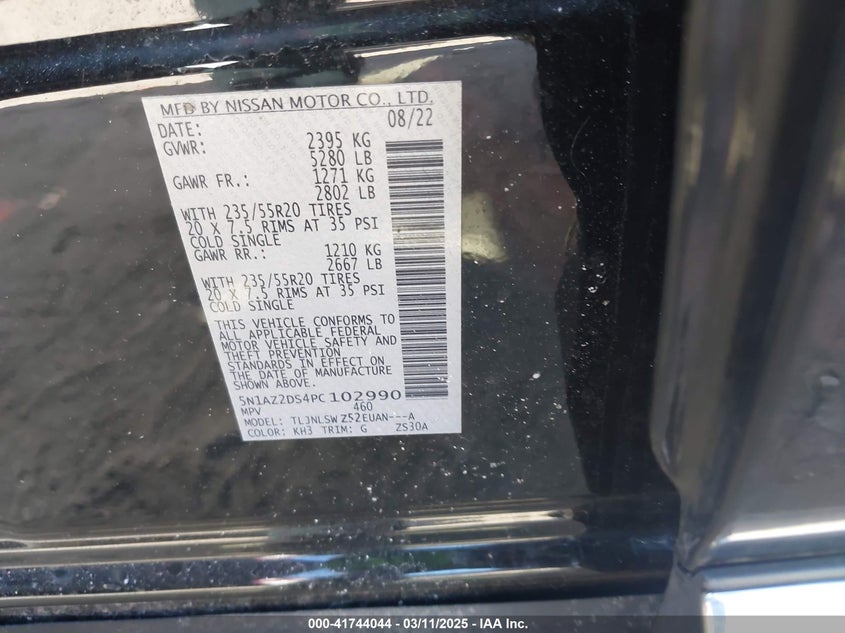 MFD BY NISSAN MOTOR CO., LTD.
DATE: 08/22
GVWR: 2395 KG
5280 LB
GAWR FR.: 1271 KG
2802 LB
WITH 235/55R20 TIRES
20 X 7.5 RIMS AT 35 PSI
COLD SINGLE
GAWR RR.: 1210 KG
2667 LB
WITH 235/55R20 TIRES
20 X 7.5 RIMS AT 35 PSI
COLD SINGLE
THIS VEHICLE CONFORMS TO
ALL APPLICABLE FEDERAL
MOTOR VEHICLE SAFETY AND
THEFT PREVENTION
STANDARDS IN EFFECT ON
THE DATE OF MANUFACTURE
SHOWN ABOVE.
5N1AZ2DS4PC102990
MPV 460
MODEL: TLJNLSWZ52EUAN---A
COLOR: KH3 TRIM: G ZS30A
000-41744044 - 03/11/2025 - IAA Inc.